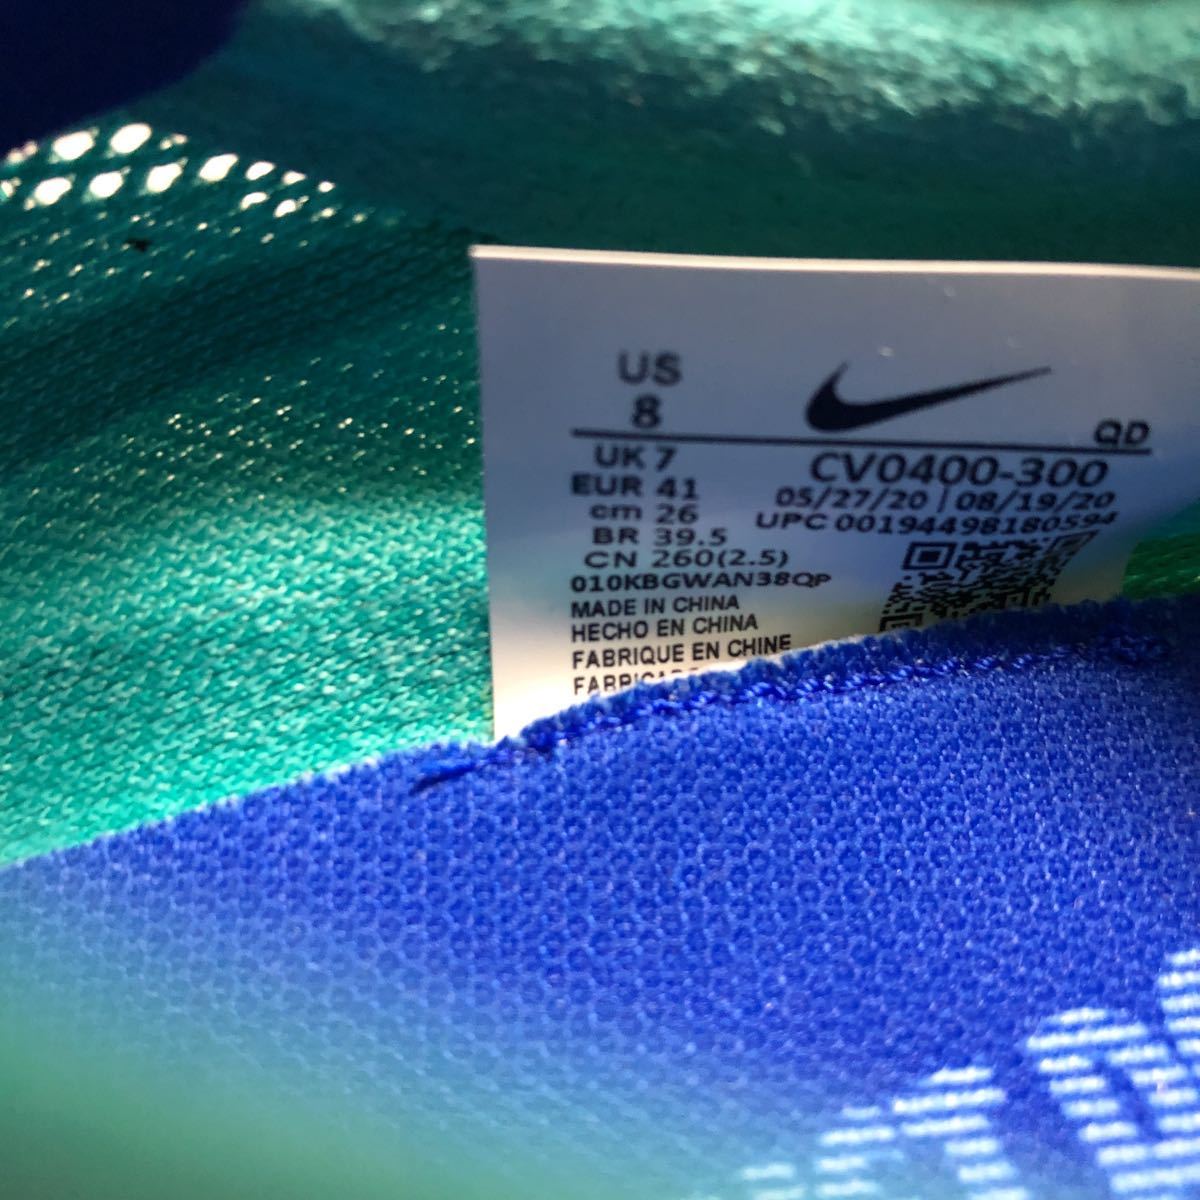 US
8
QD
UK 7
EUR 41
cm 26
BR 39.5
CN 260(2.5)
010KBGWAN38QP
MADE IN CHINA
HECHO EN CHINA
FABRIQUE EN CHINE
CV0400-300
05/27/20 | 08/19/20
UPC 00194498180594